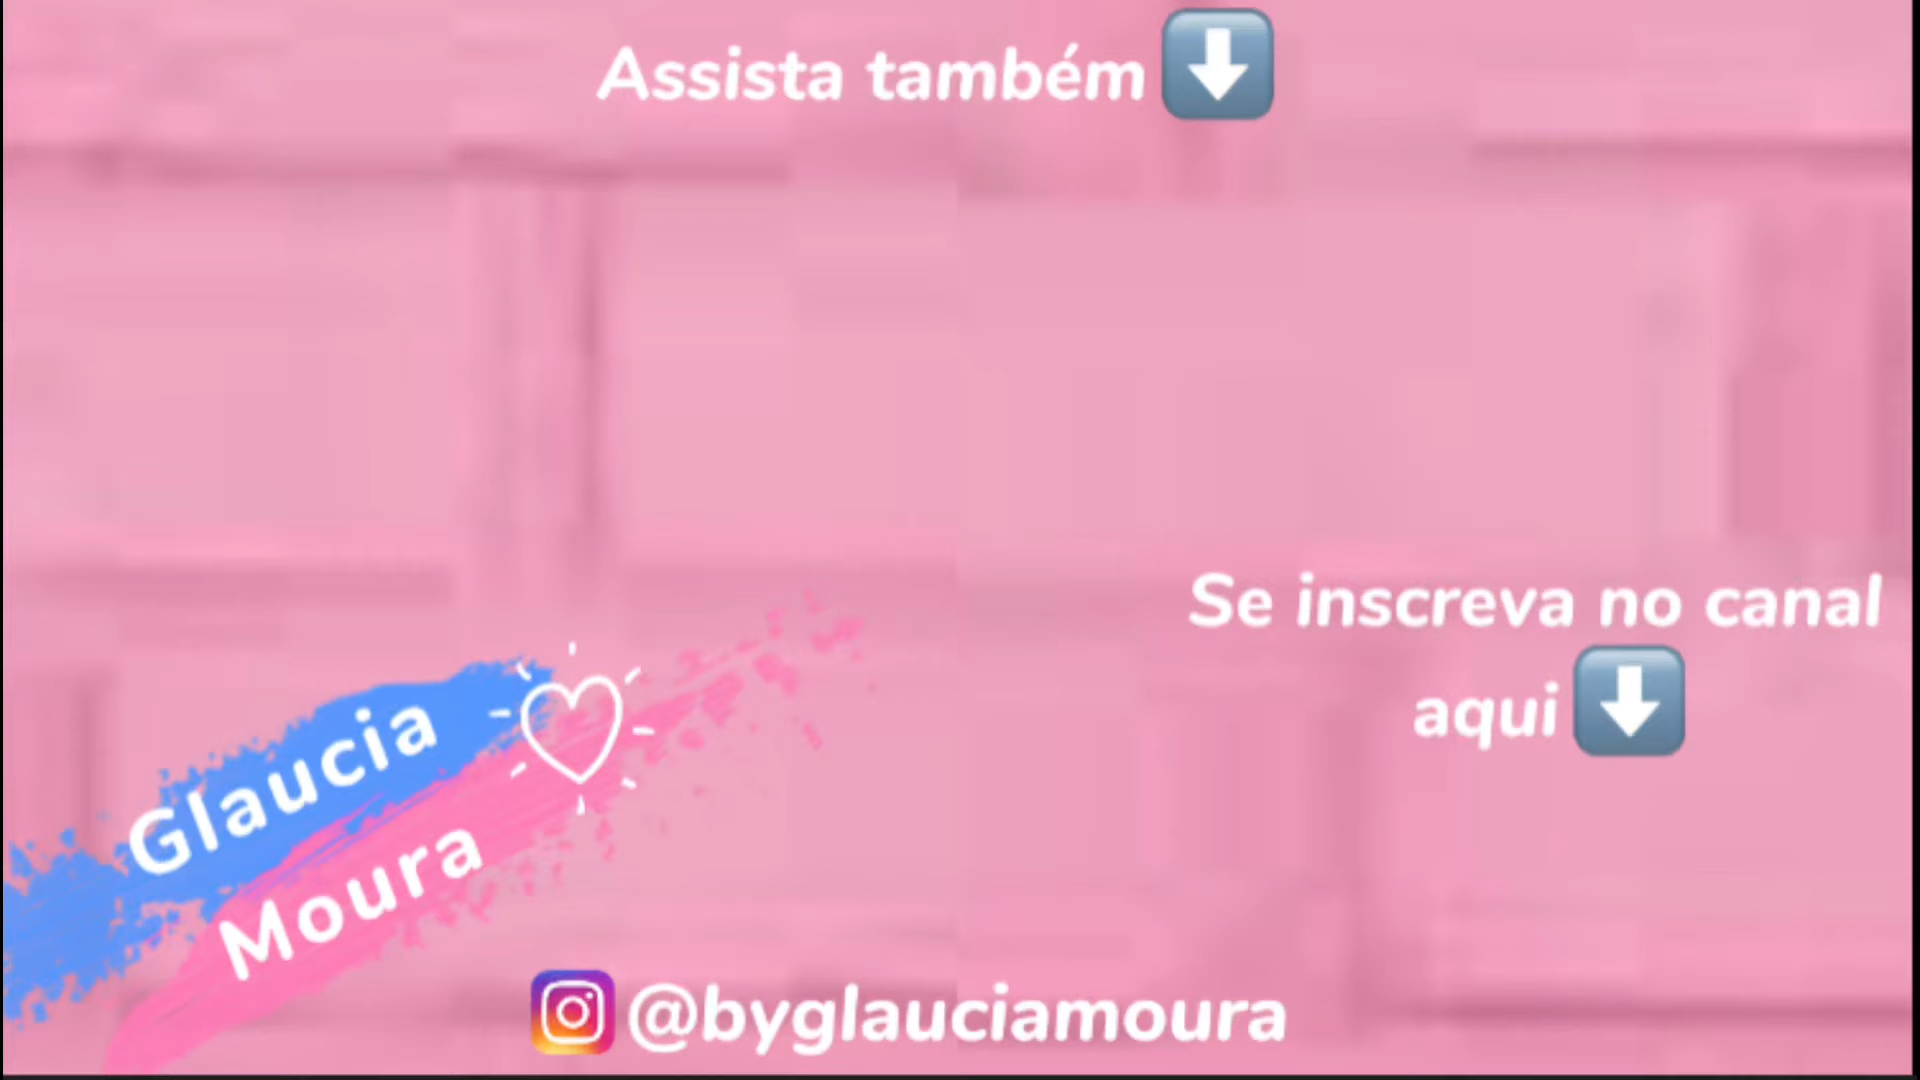 Assista também ⬇️
Se inscreva no canal
aqui ⬇️
Glaucia
Moura
@byglauciamoura